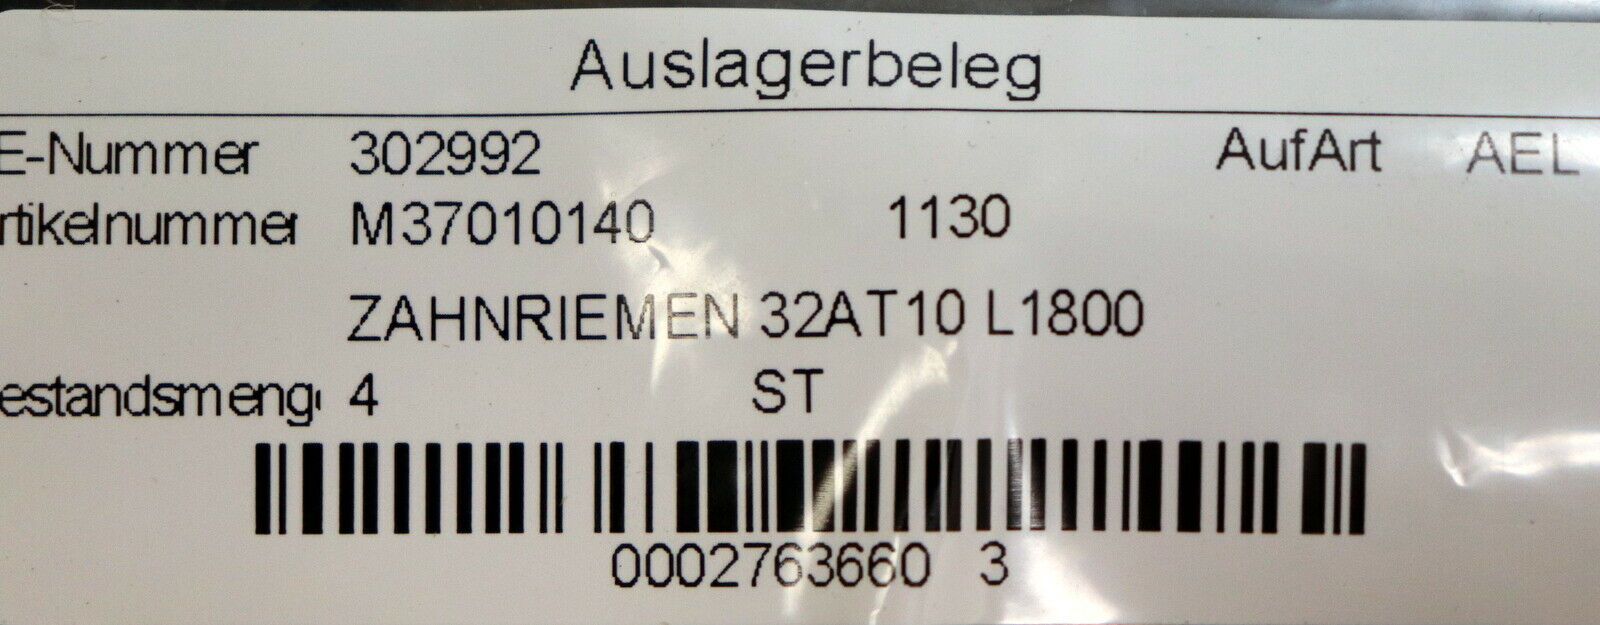 Auslagerbeleg
E-Nummer 302992 AufArt AEL
rtikelnummer M37010140 1130
ZAHNRIEMEN 32AT10 L1800
estandsmeng 4 ST
0002763660 3